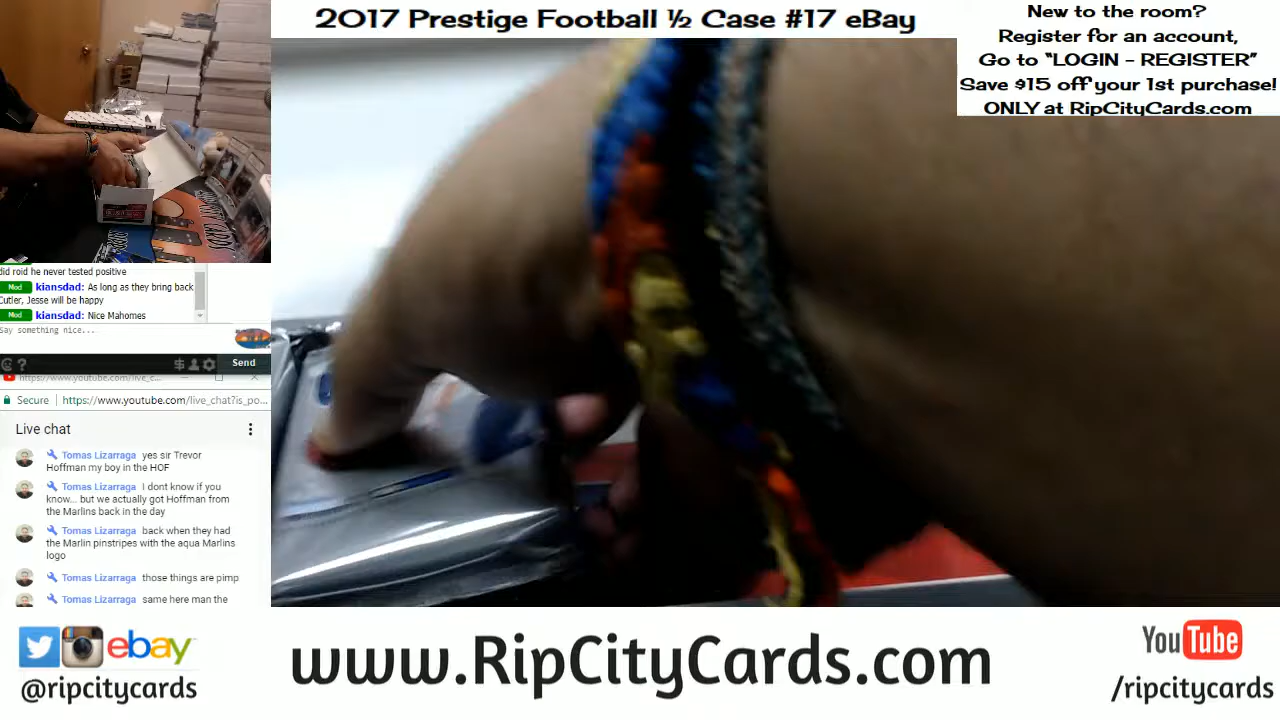 2017 Prestige Football ½ Case #17 eBay
New to the room?
Register for an account,
Go to "LOGIN - REGISTER"
Save $15 off your 1st purchase!
ONLY at RipCityCards.com
did roid he never tested positive
Mod kiansdad: As long as they bring back
Cutler, Jesse will be happy
Mod kiansdad: Nice Mahomes
Say something nice...
Send
https://www.youtube.com/live_c...
Secure https://www.youtube.com/live_chat?is_po...
Live chat
Tomas Lizarraga yes sir Trevor
Hoffman my boy in the HOF
Tomas Lizarraga I dont know if you
know... but we actually got Hoffman from
the Marlins back in the day
Tomas Lizarraga back when they had
the Marlin pinstripes with the aqua Marlins
logo
Tomas Lizarraga those things are pimp
Tomas Lizarraga same here man the
ebay
@ripcitycards
www.RipCityCards.com
YouTube
/ripcitycards